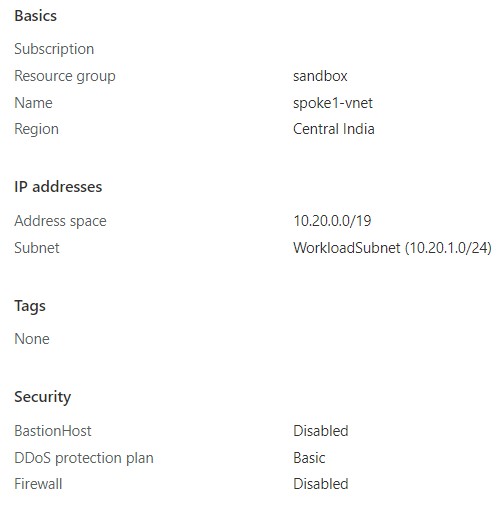 Basics
Subscription
Resource group sandbox
Name spoke1-vnet
Region Central India
IP addresses
Address space 10.20.0.0/19
Subnet WorkloadSubnet (10.20.1.0/24)
Tags
None
Security
BastionHost Disabled
DDoS protection plan Basic
Firewall Disabled